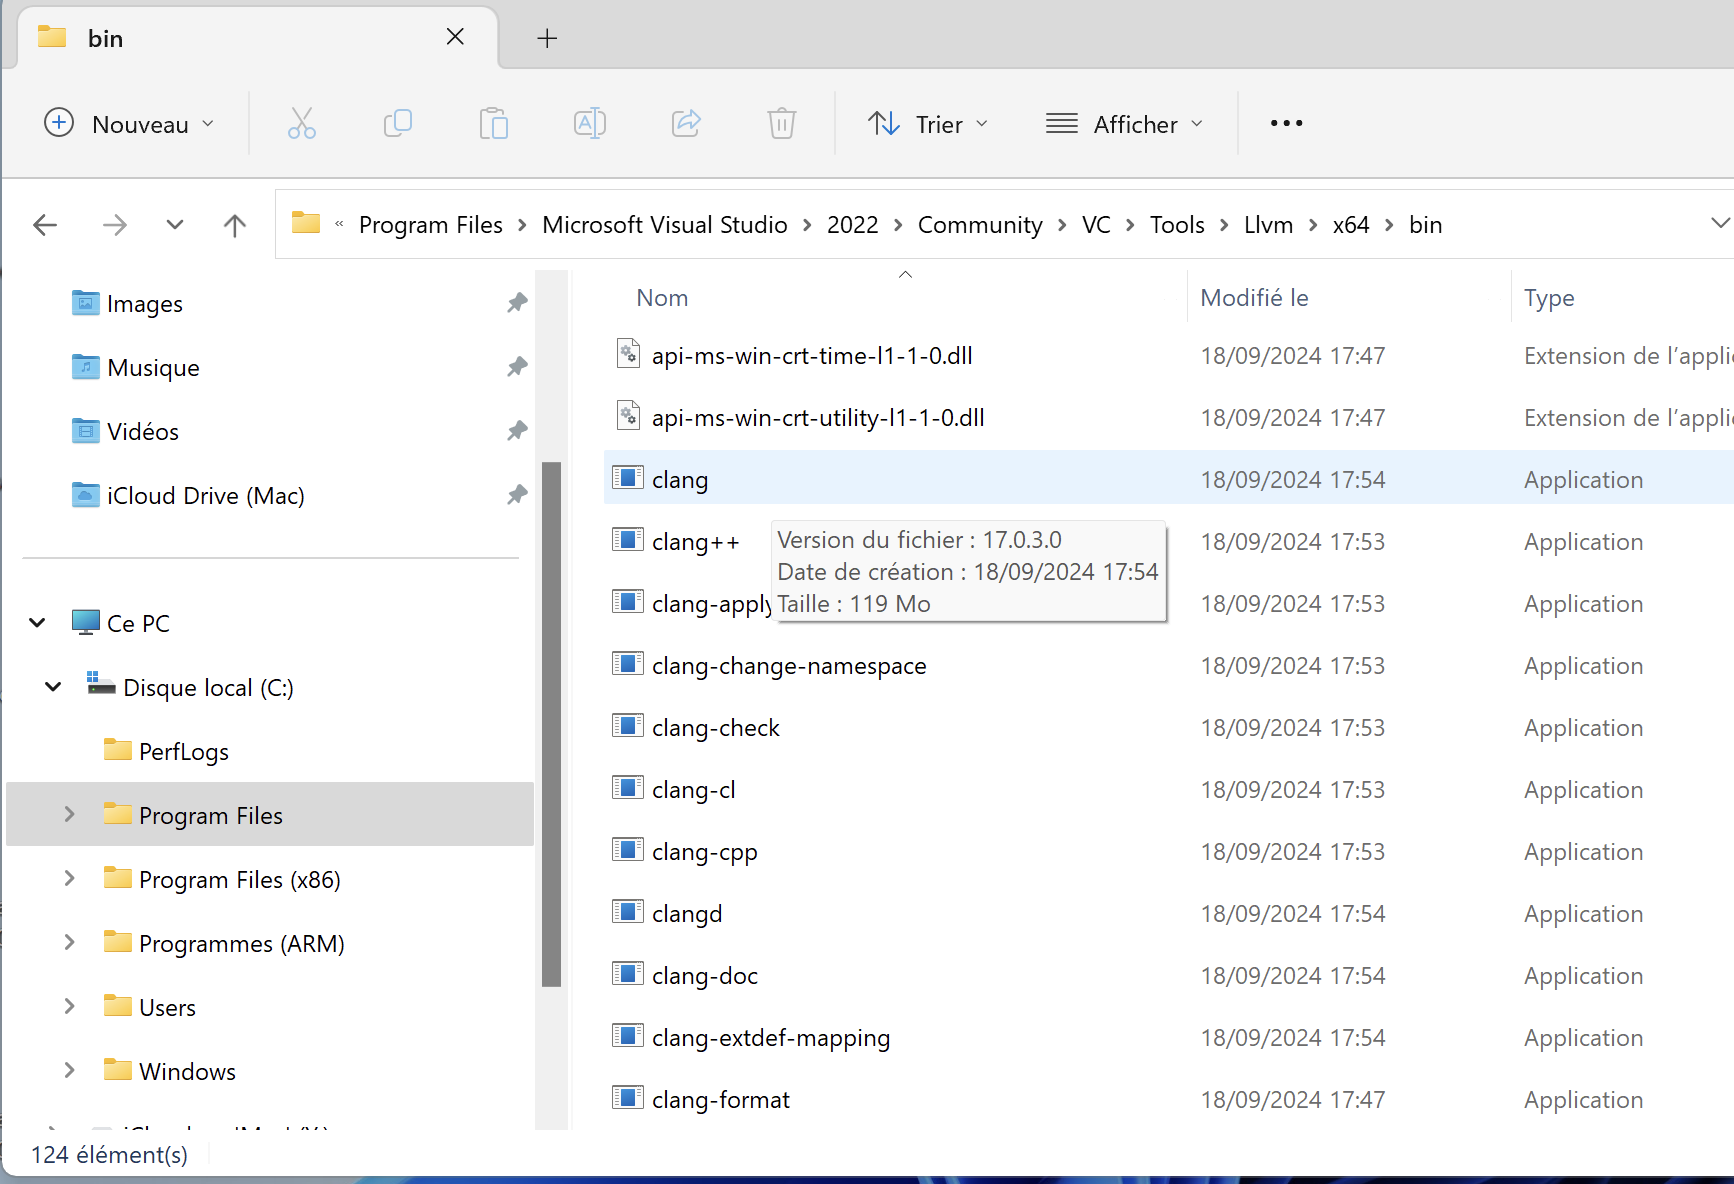 bin
Nouveau
Trier
Afficher
« Program Files > Microsoft Visual Studio > 2022 > Community > VC > Tools > Llvm > x64 > bin
Images
Musique
Vidéos
iCloud Drive (Mac)
Ce PC
Disque local (C:)
PerfLogs
Program Files
Program Files (x86)
Programmes (ARM)
Users
Windows
Nom Modifié le Type
api-ms-win-crt-time-l1-1-0.dll 18/09/2024 17:47 Extension de l’appli
api-ms-win-crt-utility-l1-1-0.dll 18/09/2024 17:47 Extension de l’appli
clang 18/09/2024 17:54 Application
clang++ 18/09/2024 17:53 Application
clang-apply 18/09/2024 17:53 Application
clang-change-namespace 18/09/2024 17:53 Application
clang-check 18/09/2024 17:53 Application
clang-cl 18/09/2024 17:53 Application
clang-cpp 18/09/2024 17:53 Application
clangd 18/09/2024 17:54 Application
clang-doc 18/09/2024 17:54 Application
clang-extdef-mapping 18/09/2024 17:54 Application
clang-format 18/09/2024 17:47 Application
Version du fichier : 17.0.3.0
Date de création : 18/09/2024 17:54
Taille : 119 Mo
124 élément(s)